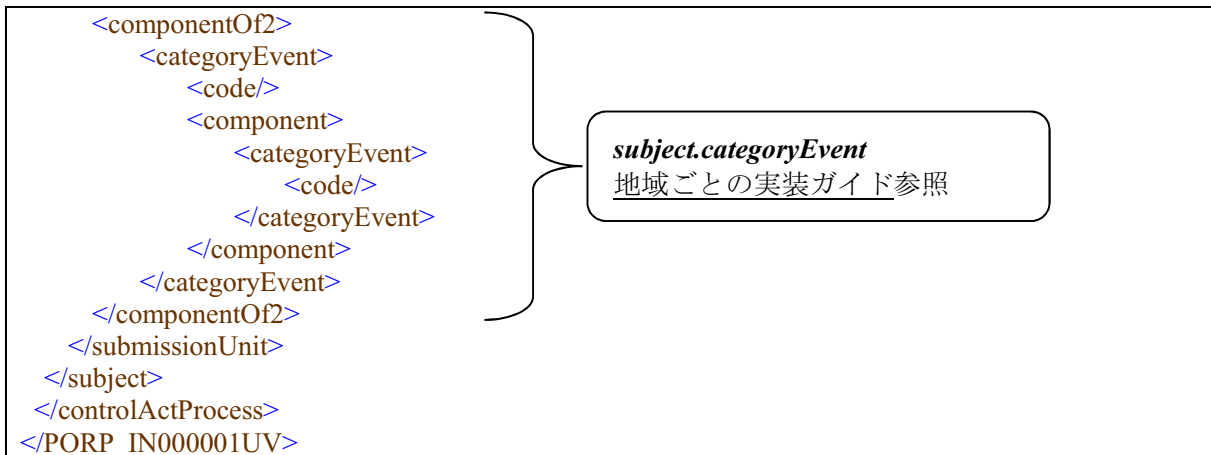 <componentOf2>
<categoryEvent>
<code/>
<component>
<categoryEvent>
<code/>
</categoryEvent>
</component>
</categoryEvent>
</componentOf2>
</submissionUnit>
</subject>
</controlActProcess>
</PORP_IN000001UV>
subject.categoryEvent
地域ごとの実装ガイド参照